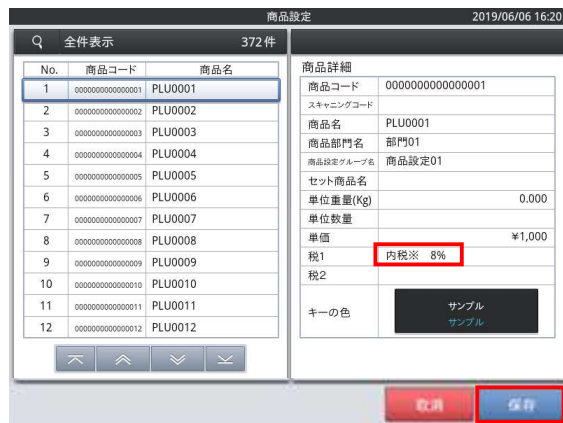 商品設定 2019/06/06 16:20
全件表示 372件
No. 商品コード 商品名
1 0000000000000001 PLU0001
2 0000000000000002 PLU0002
3 0000000000000003 PLU0003
4 0000000000000004 PLU0004
5 0000000000000005 PLU0005
6 0000000000000006 PLU0006
7 0000000000000007 PLU0007
8 0000000000000008 PLU0008
9 0000000000000009 PLU0009
10 0000000000000010 PLU0010
11 0000000000000011 PLU0011
12 0000000000000012 PLU0012
商品詳細
商品コード 0000000000000001
スキャニングコード
商品名 PLU0001
商品部門名 部門01
商品設定グループ名 商品設定01
セット商品名
単位重量(Kg) 0.000
単位数量
単価 ¥1,000
税1 内税※ 8%
税2
キーの色 サンプル
サンプル
取消 保存